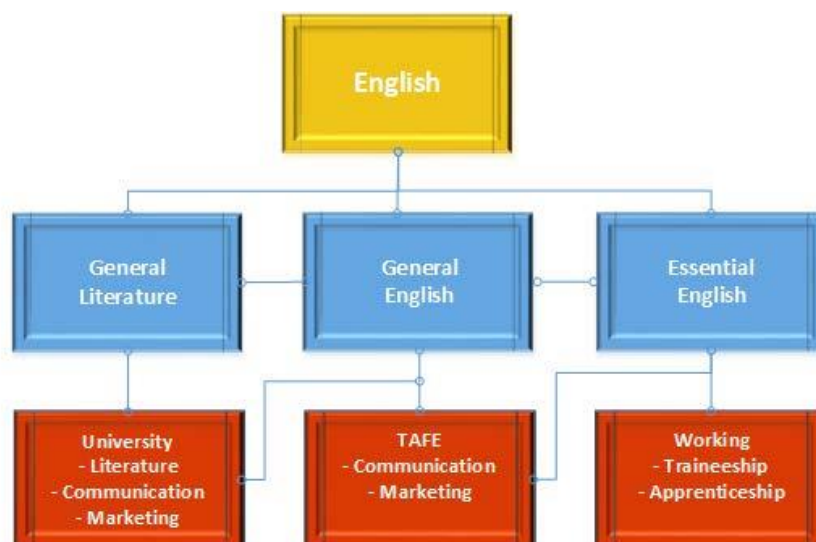 English
General
Literature
General
English
Essential
English
University
- Literature
- Communication
- Marketing
TAFE
- Communication
- Marketing
Working
- Traineeship
- Apprenticeship